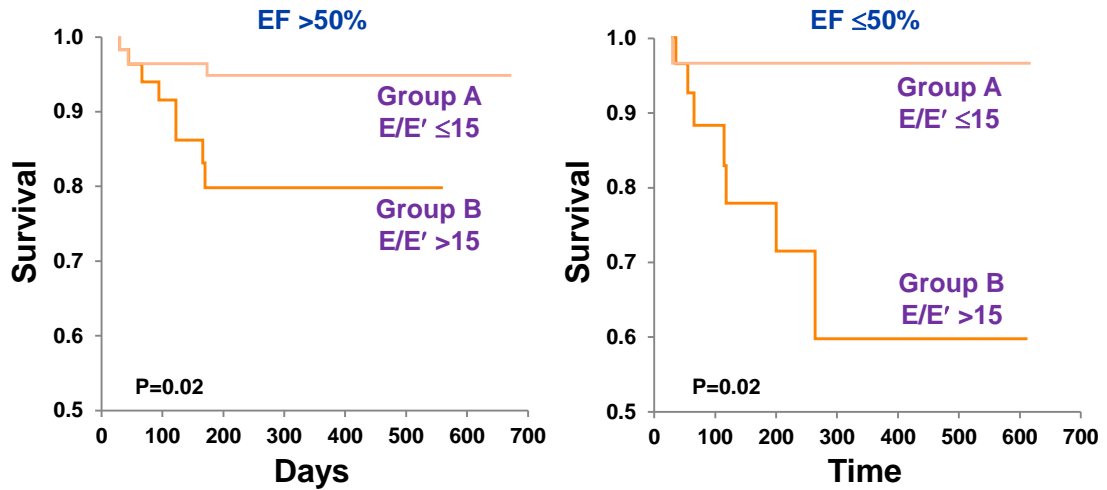 EF >50%
1.0
0.9
0.8
0.7
0.6
0.5
Survival
Group A
E/E′ ≤15
Group B
E/E′ >15
P=0.02
0 100 200 300 400 500 600 700
Days
EF ≤50%
1.0
0.9
0.8
0.7
0.6
0.5
Survival
Group A
E/E′ ≤15
Group B
E/E′ >15
P=0.02
0 100 200 300 400 500 600 700
Time